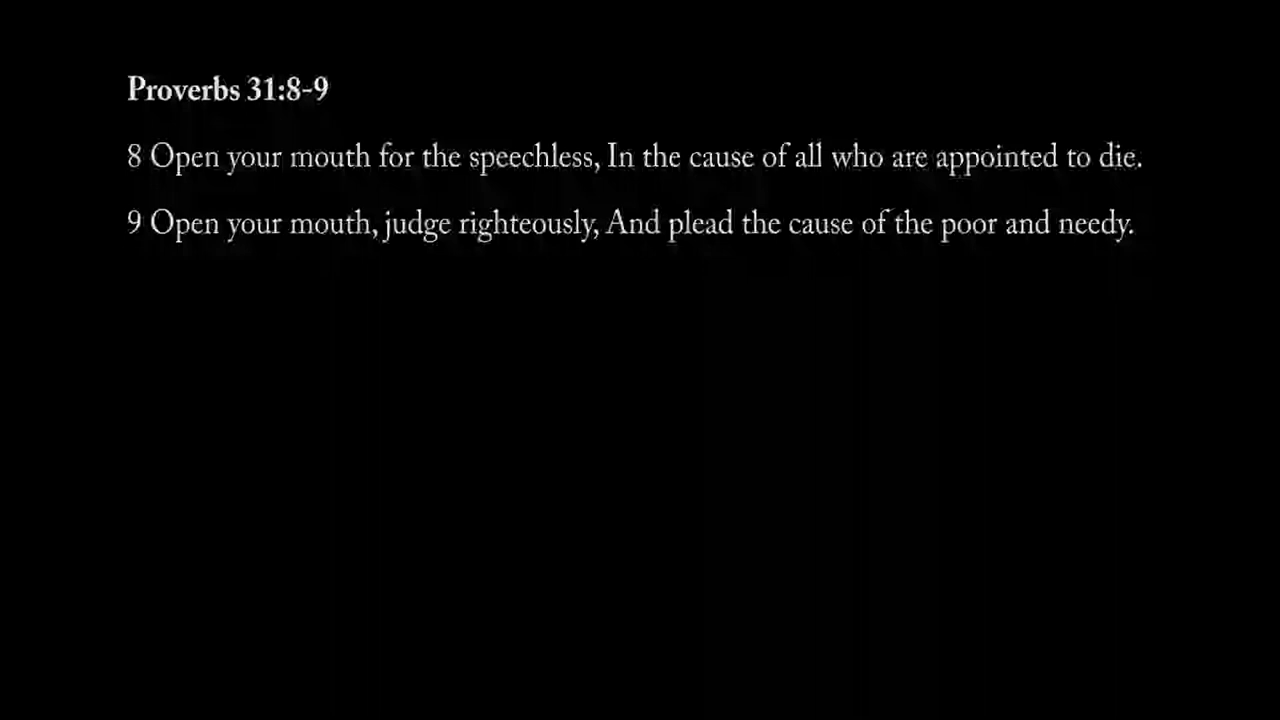 Proverbs 31:8-9
8 Open your mouth for the speechless, In the cause of all who are appointed to die.
9 Open your mouth, judge righteously, And plead the cause of the poor and needy.